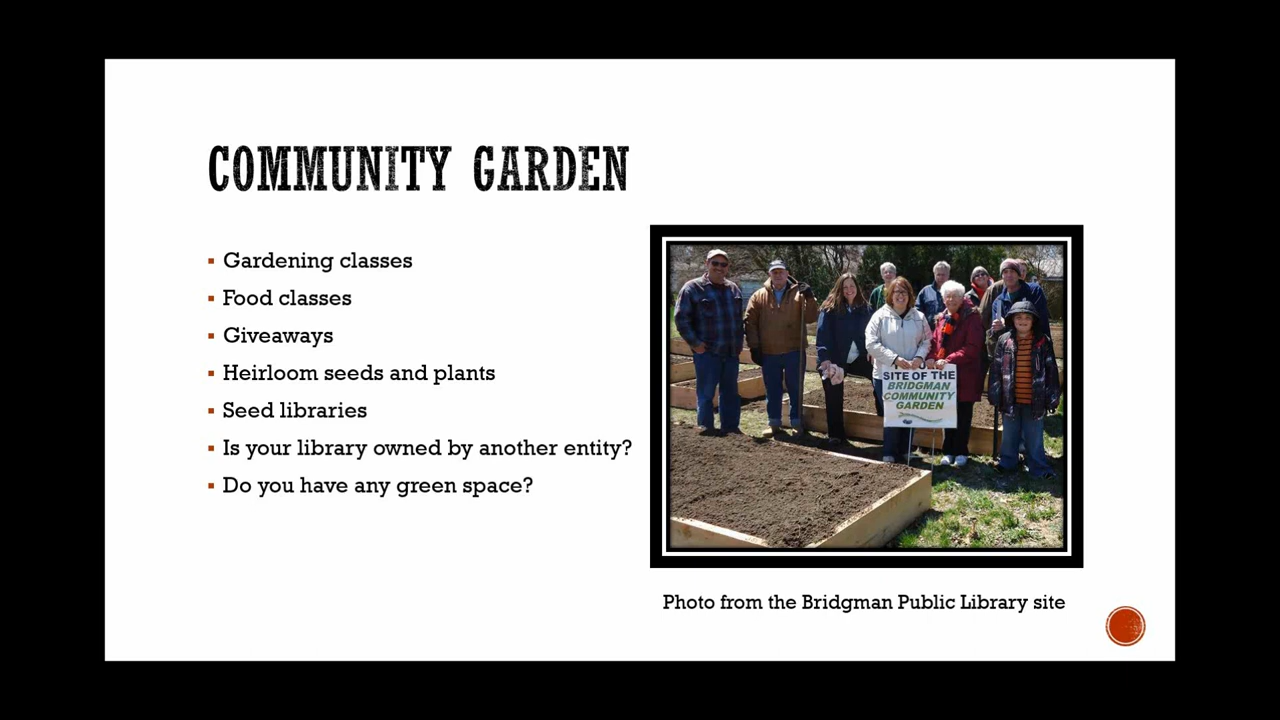 COMMUNITY GARDEN
Gardening classes
Food classes
Giveaways
Heirloom seeds and plants
Seed libraries
Is your library owned by another entity?
Do you have any green space?
SITE OF THE
BRIDGMAN
COMMUNITY
GARDEN
Photo from the Bridgman Public Library site